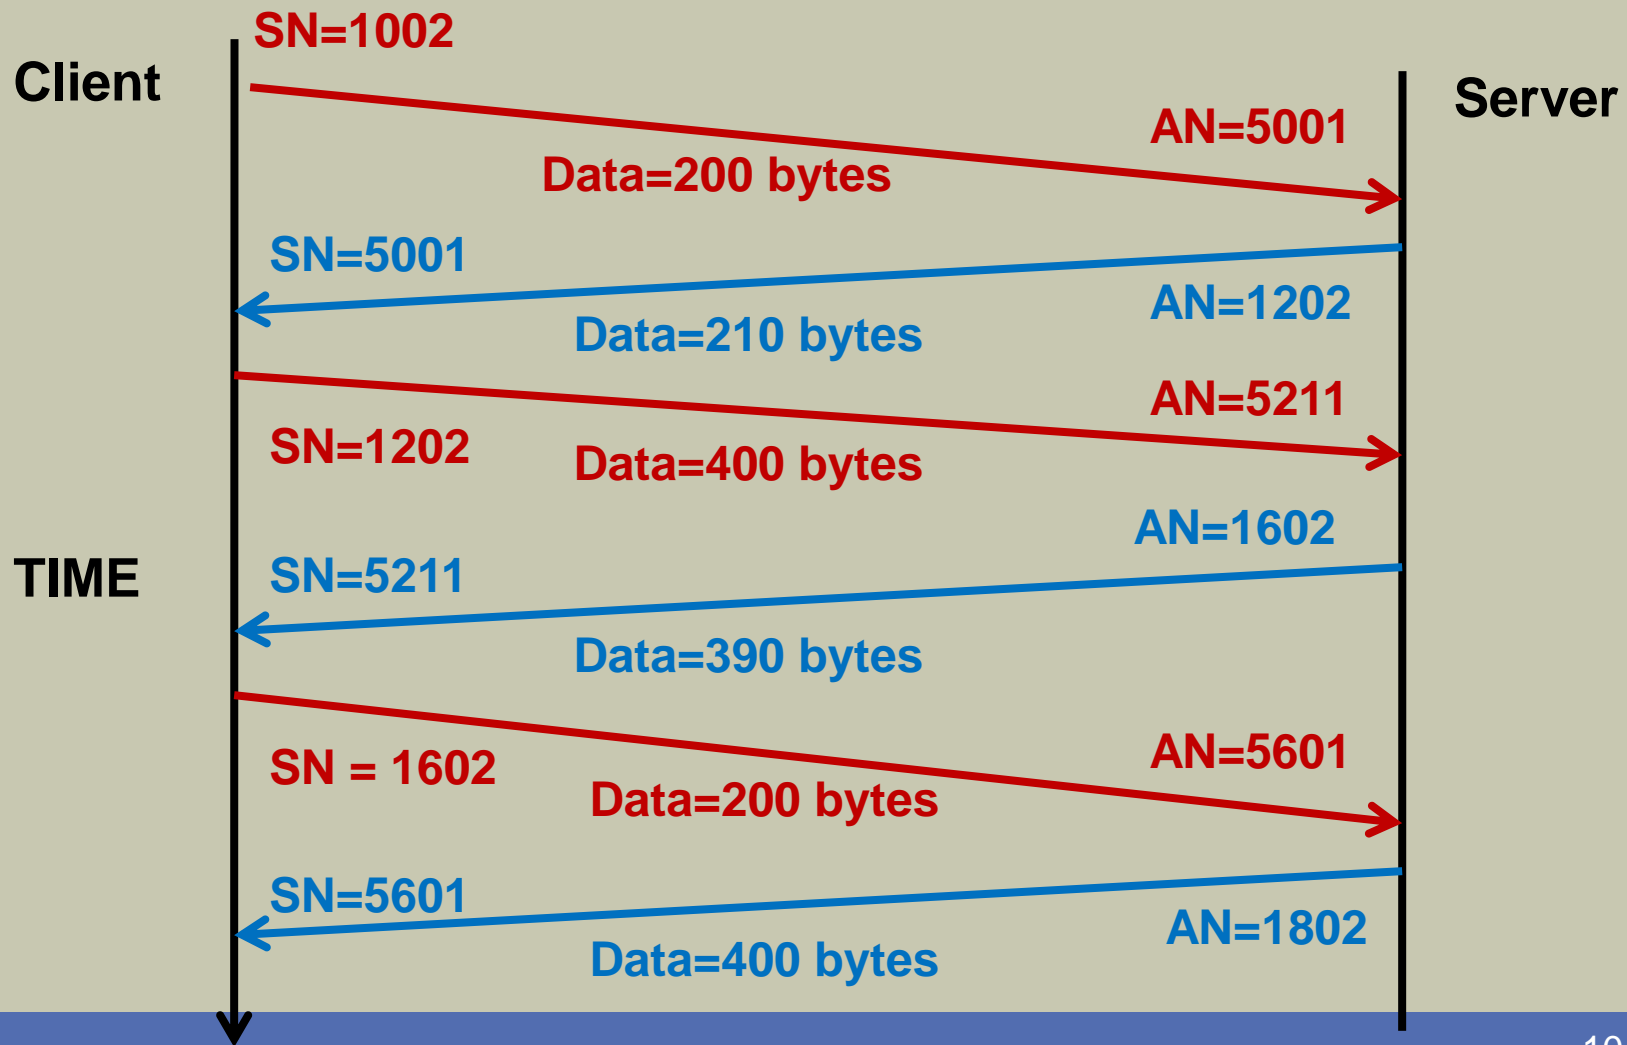 SN=1002
Client
Server
AN=5001
Data=200 bytes
SN=5001
AN=1202
Data=210 bytes
AN=5211
SN=1202
Data=400 bytes
AN=1602
TIME
SN=5211
Data=390 bytes
AN=5601
SN = 1602
Data=200 bytes
SN=5601
AN=1802
Data=400 bytes